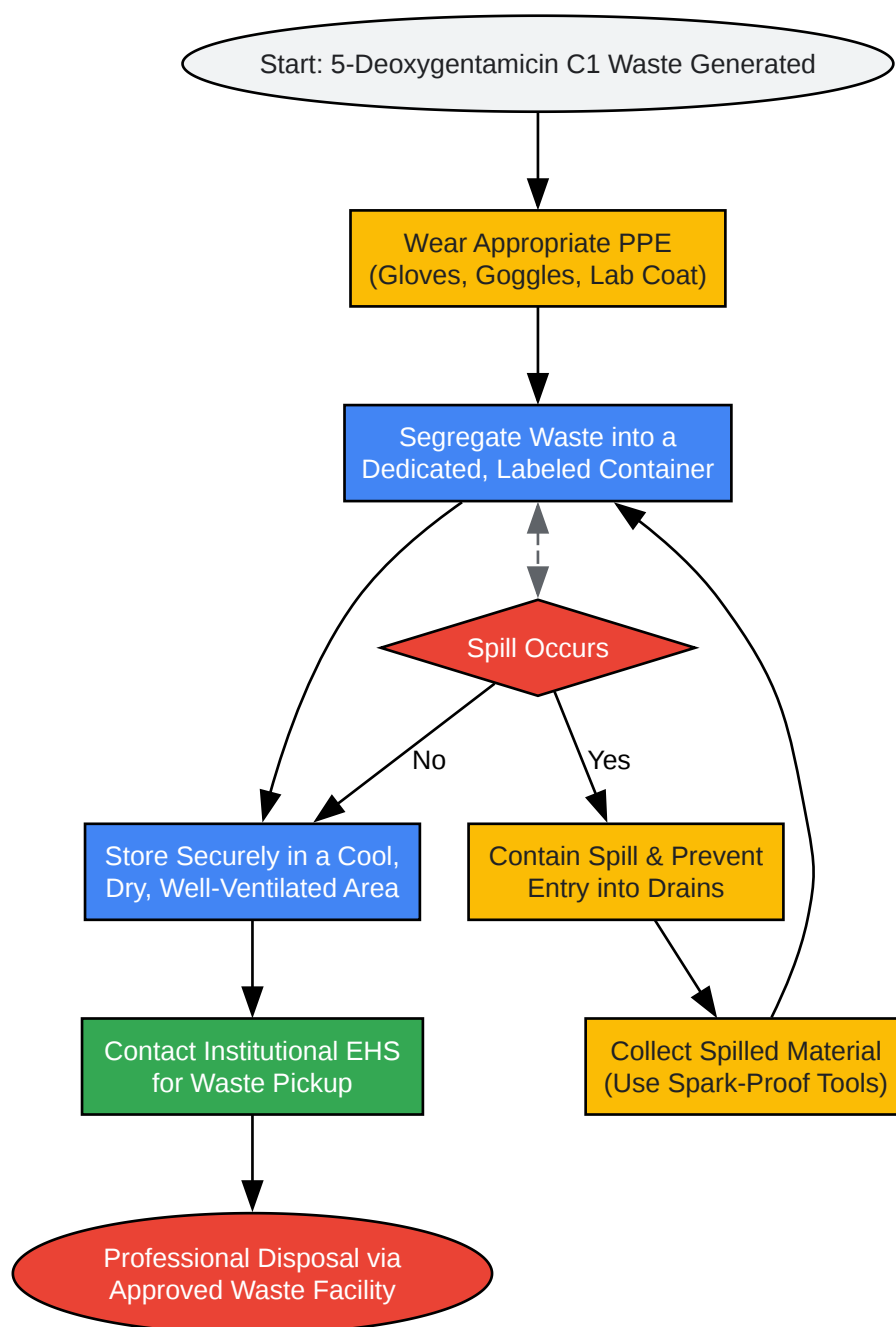 Start: 5-Deoxygentamicin C1 Waste Generated
Wear Appropriate PPE
(Gloves, Goggles, Lab Coat)
Segregate Waste into a
Dedicated, Labeled Container
Spill Occurs
No
Yes
Store Securely in a Cool,
Dry, Well-Ventilated Area
Contain Spill & Prevent
Entry into Drains
Contact Institutional EHS
for Waste Pickup
Collect Spilled Material
(Use Spark-Proof Tools)
Professional Disposal via
Approved Waste Facility